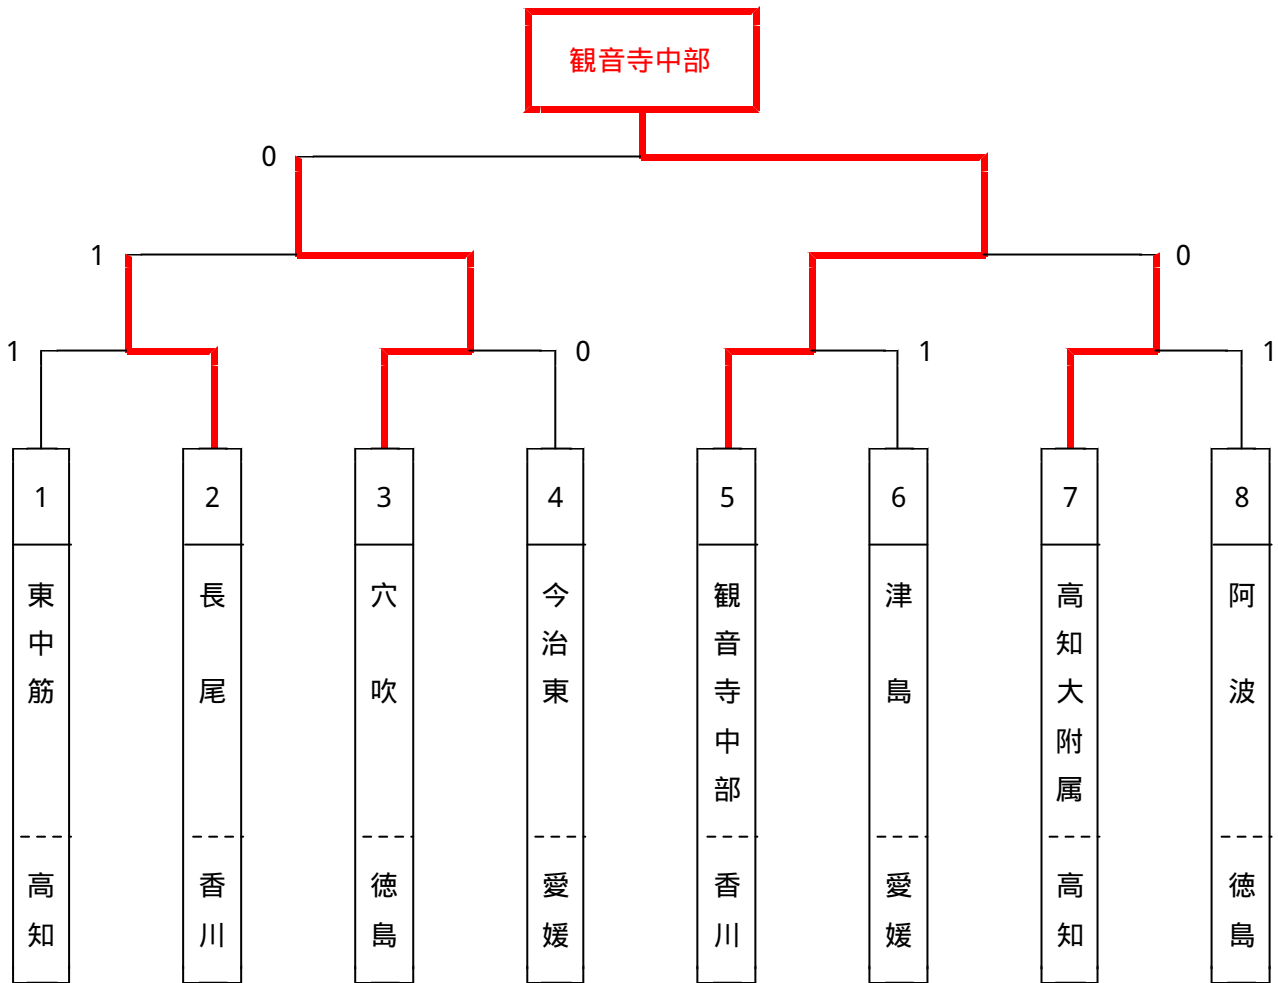 観音寺中部
0
1
0
1
0
1
1
1
2
3
4
5
6
7
8
東中筋
長尾
穴吹
今治東
観音寺中部
津島
高知大附属
阿波
高知
香川
徳島
愛媛
香川
愛媛
高知
徳島